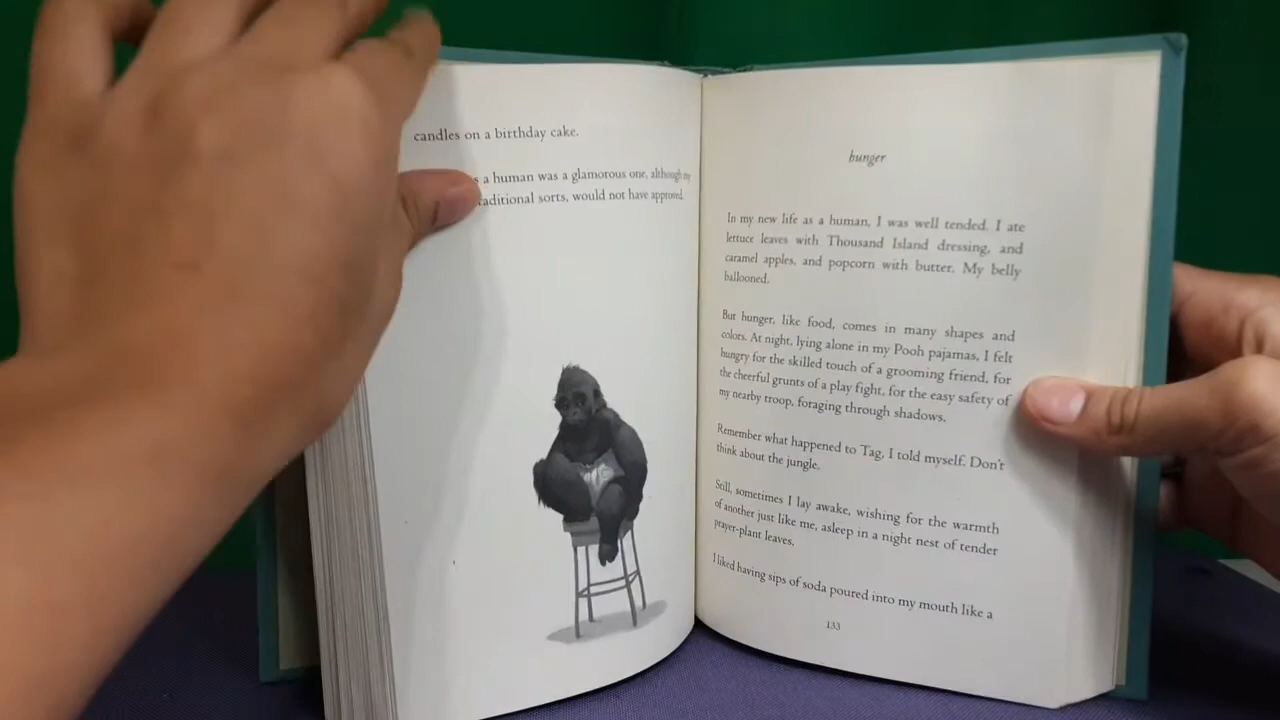 candles on a birthday cake.
a human was a glamorous one, although my
sorts, would not have approved.
hunger
In my new life as a human, I was well tended. I ate
lettuce leaves with Thousand Island dressing, and
caramel apples, and popcorn with butter. My belly
ballooned.
But hunger, like food, comes in many shapes and
colors. At night, lying alone in my Pooh pajamas, I felt
hungry for the skilled touch of a grooming friend, for
the cheerful grunts of a play fight, for the easy safety of
my nearby troop, foraging through shadows.
Remember what happened to Tag, I told myself. Don't
think about the jungle.
Still, sometimes I lay awake, wishing for the warmth
of another just like me, asleep in a night nest of tender
prayer-plant leaves.
I liked having sips of soda poured into my mouth like a
133